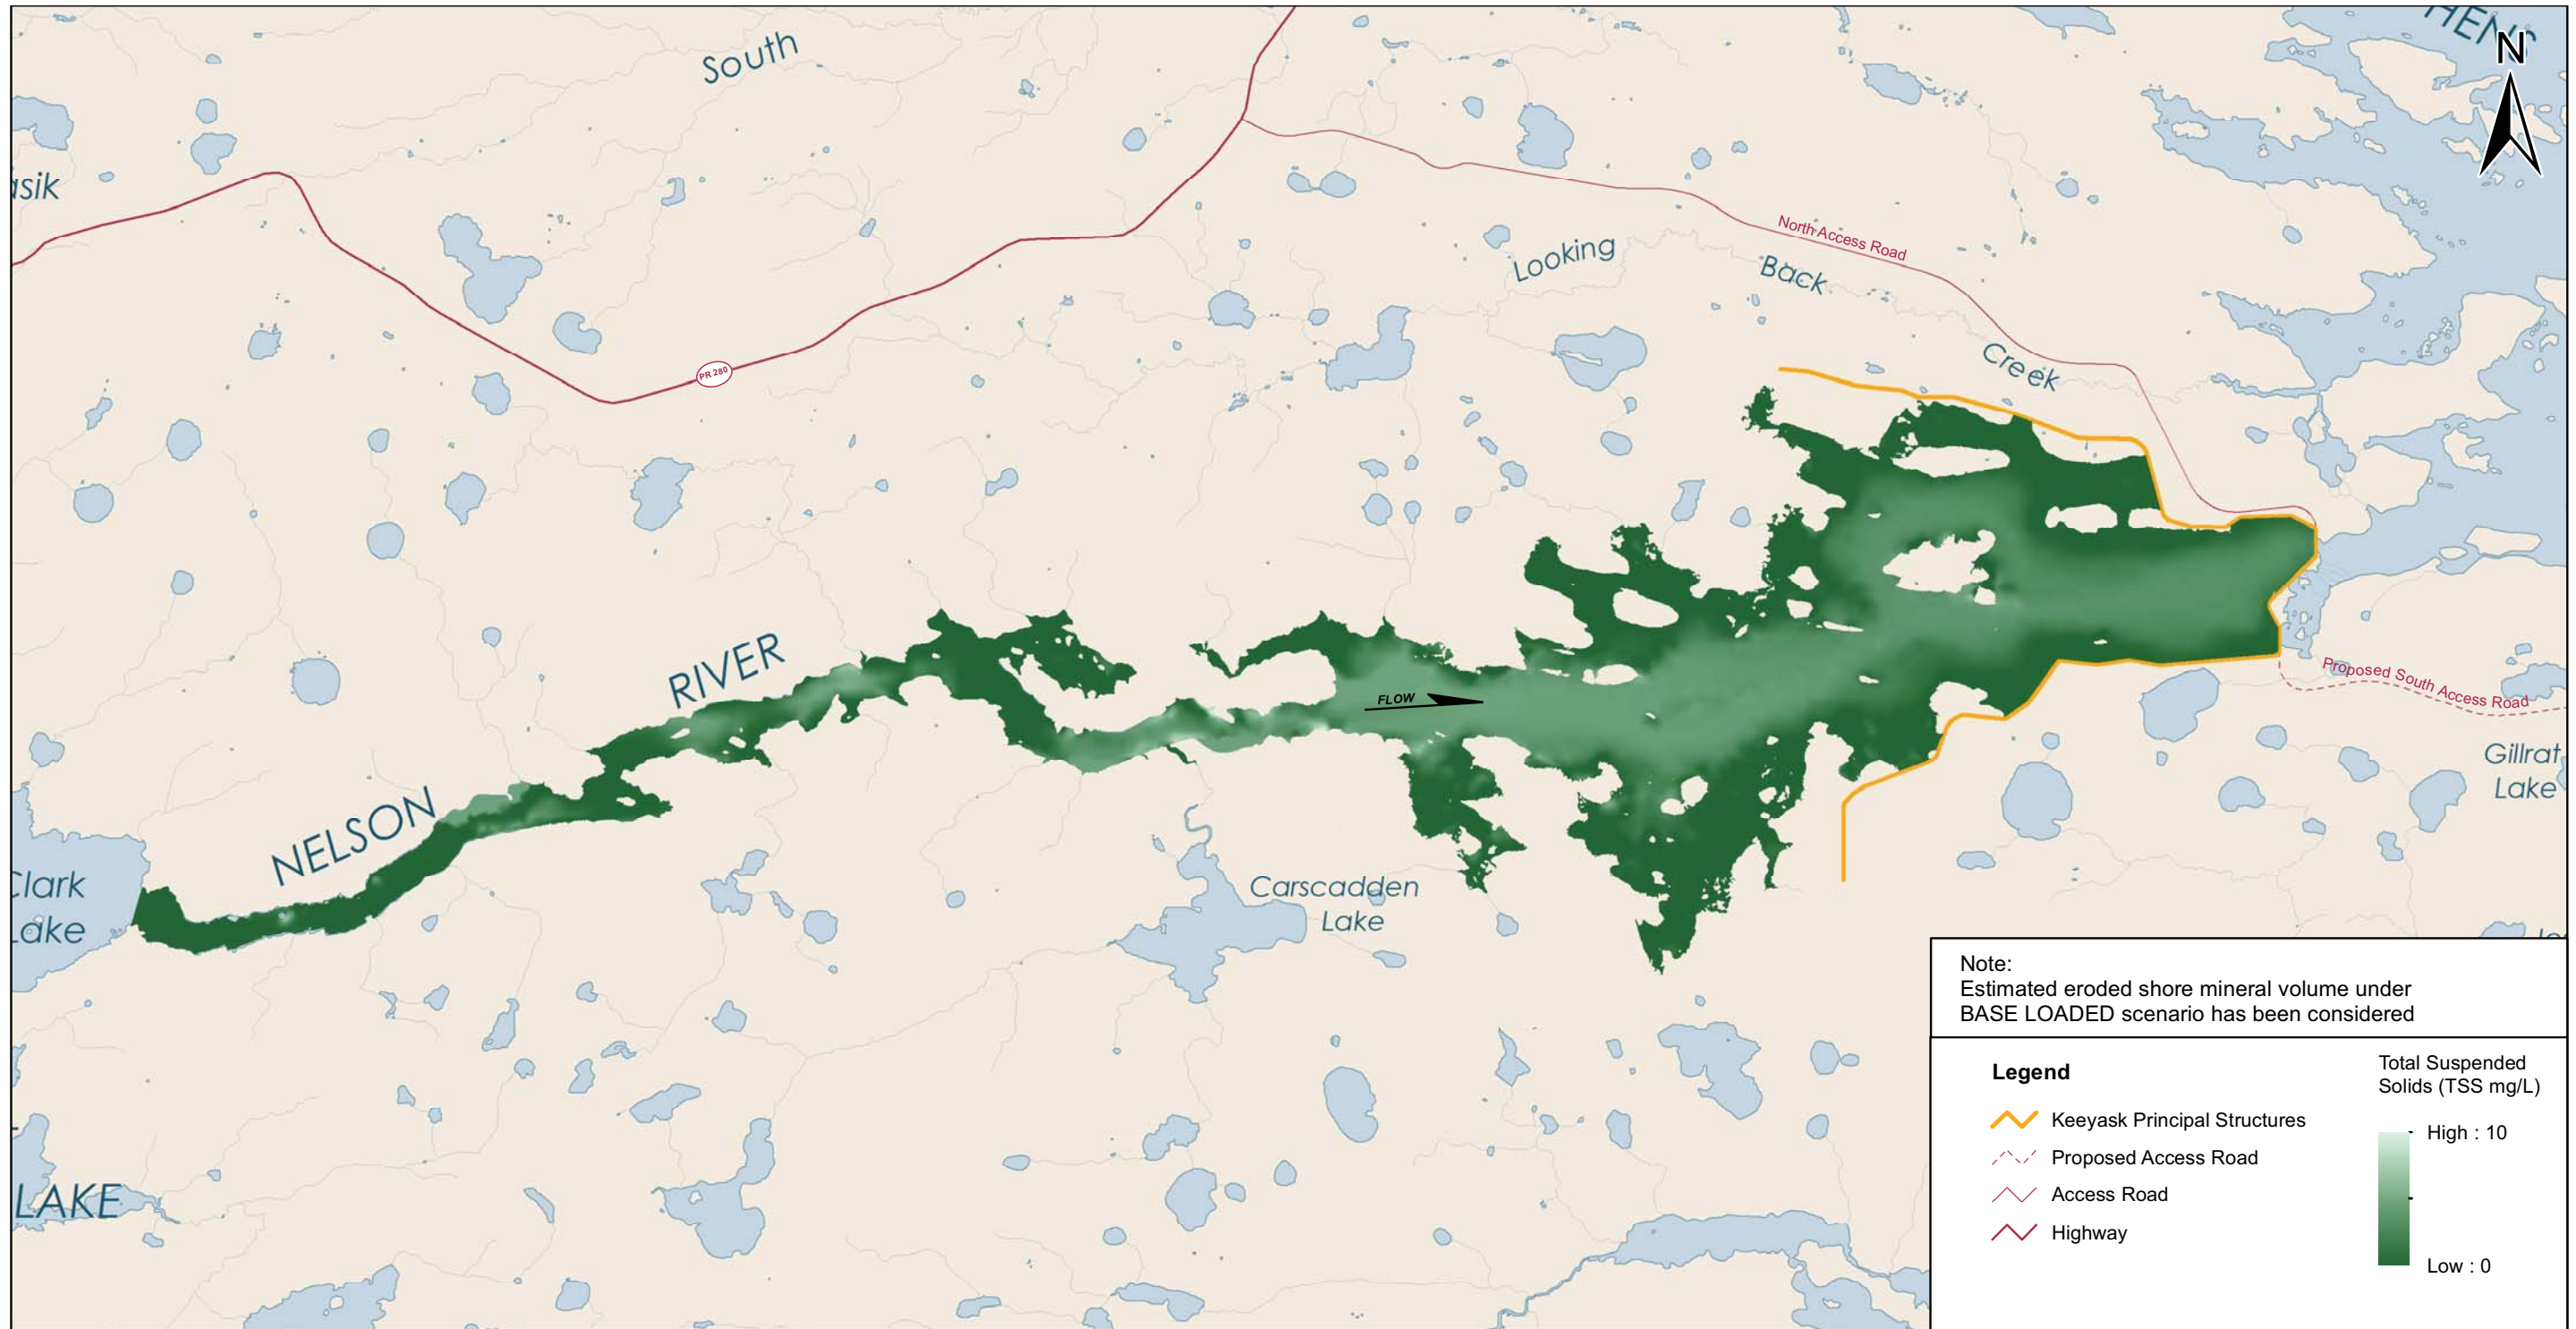 HENS
N
South
asik
North Access Road
Looking
Back
Creek
PR 280
RIVER
FLOW
Proposed South Access Road
Gillrat
Lake
NELSON
Clark
Lake
Carscadden
Lake
LAKE
Note:
Estimated eroded shore mineral volume under
BASE LOADED scenario has been considered
Legend
Keeyask Principal Structures
Proposed Access Road
Access Road
Highway
Total Suspended
Solids (TSS mg/L)
High : 10
Low : 0